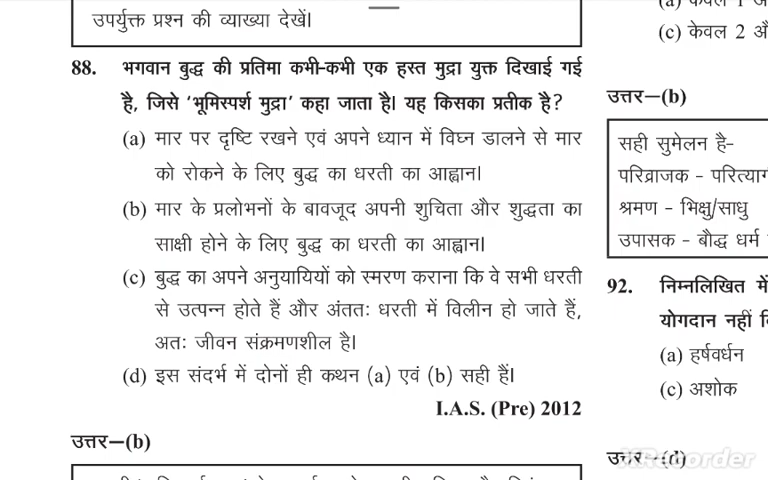 उपर्युक्त प्रश्न की व्याख्या देखें।
88. भगवान बुद्ध की प्रतिमा कभी-कभी एक हस्त मुद्रा युक्त दिखाई गई
है, जिसे 'भूमिस्पर्श मुद्रा' कहा जाता है। यह किसका प्रतीक है?
(a) मार पर दृष्टि रखने एवं अपने ध्यान में विघ्न डालने से मार
को रोकने के लिए बुद्ध का धरती का आह्वान।
(b) मार के प्रलोभनों के बावजूद अपनी शुचिता और शुद्धता का
साक्षी होने के लिए बुद्ध का धरती का आह्वान।
(c) बुद्ध का अपने अनुयायियों को स्मरण कराना कि वे सभी धरती
से उत्पन्न होते हैं और अंततः धरती में विलीन हो जाते हैं,
अतः जीवन संक्रमणशील है।
(d) इस संदर्भ में दोनों ही कथन (a) एवं (b) सही हैं।
I.A.S. (Pre) 2012
उत्तर–(b)
(c) केवल 2
उत्तर–(b)
सही सुमेलन है-
परिव्राजक -
श्रमण - भिक्षु/साधु
उपासक - बौद्ध धर्म
92. निम्नलिखित में
योगदान नहीं
(a) हर्षवर्धन
(c) अशोक
उत्तर–(d)
XRecorder